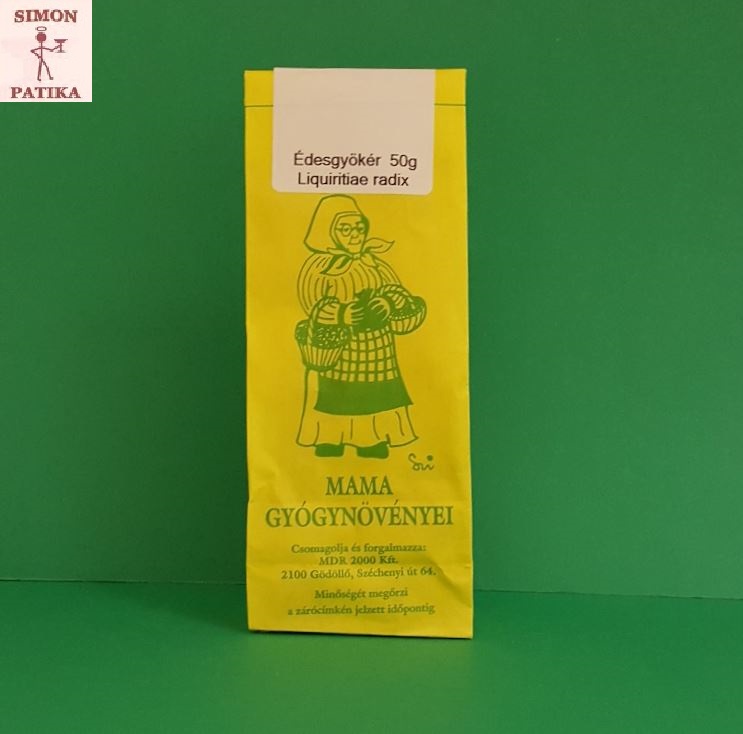 SIMON
PATIKA
Édesgyökér 50g
Liquiritiae radix
MAMA
GYÓGYNÖVÉNYEI
Csomagolja és forgalmazza:
MDR 2000 Kft.
2100 Gödöllő, Széchenyi út 64.
Minőségét megőrzi
a zárócímkén jelzett időpontig